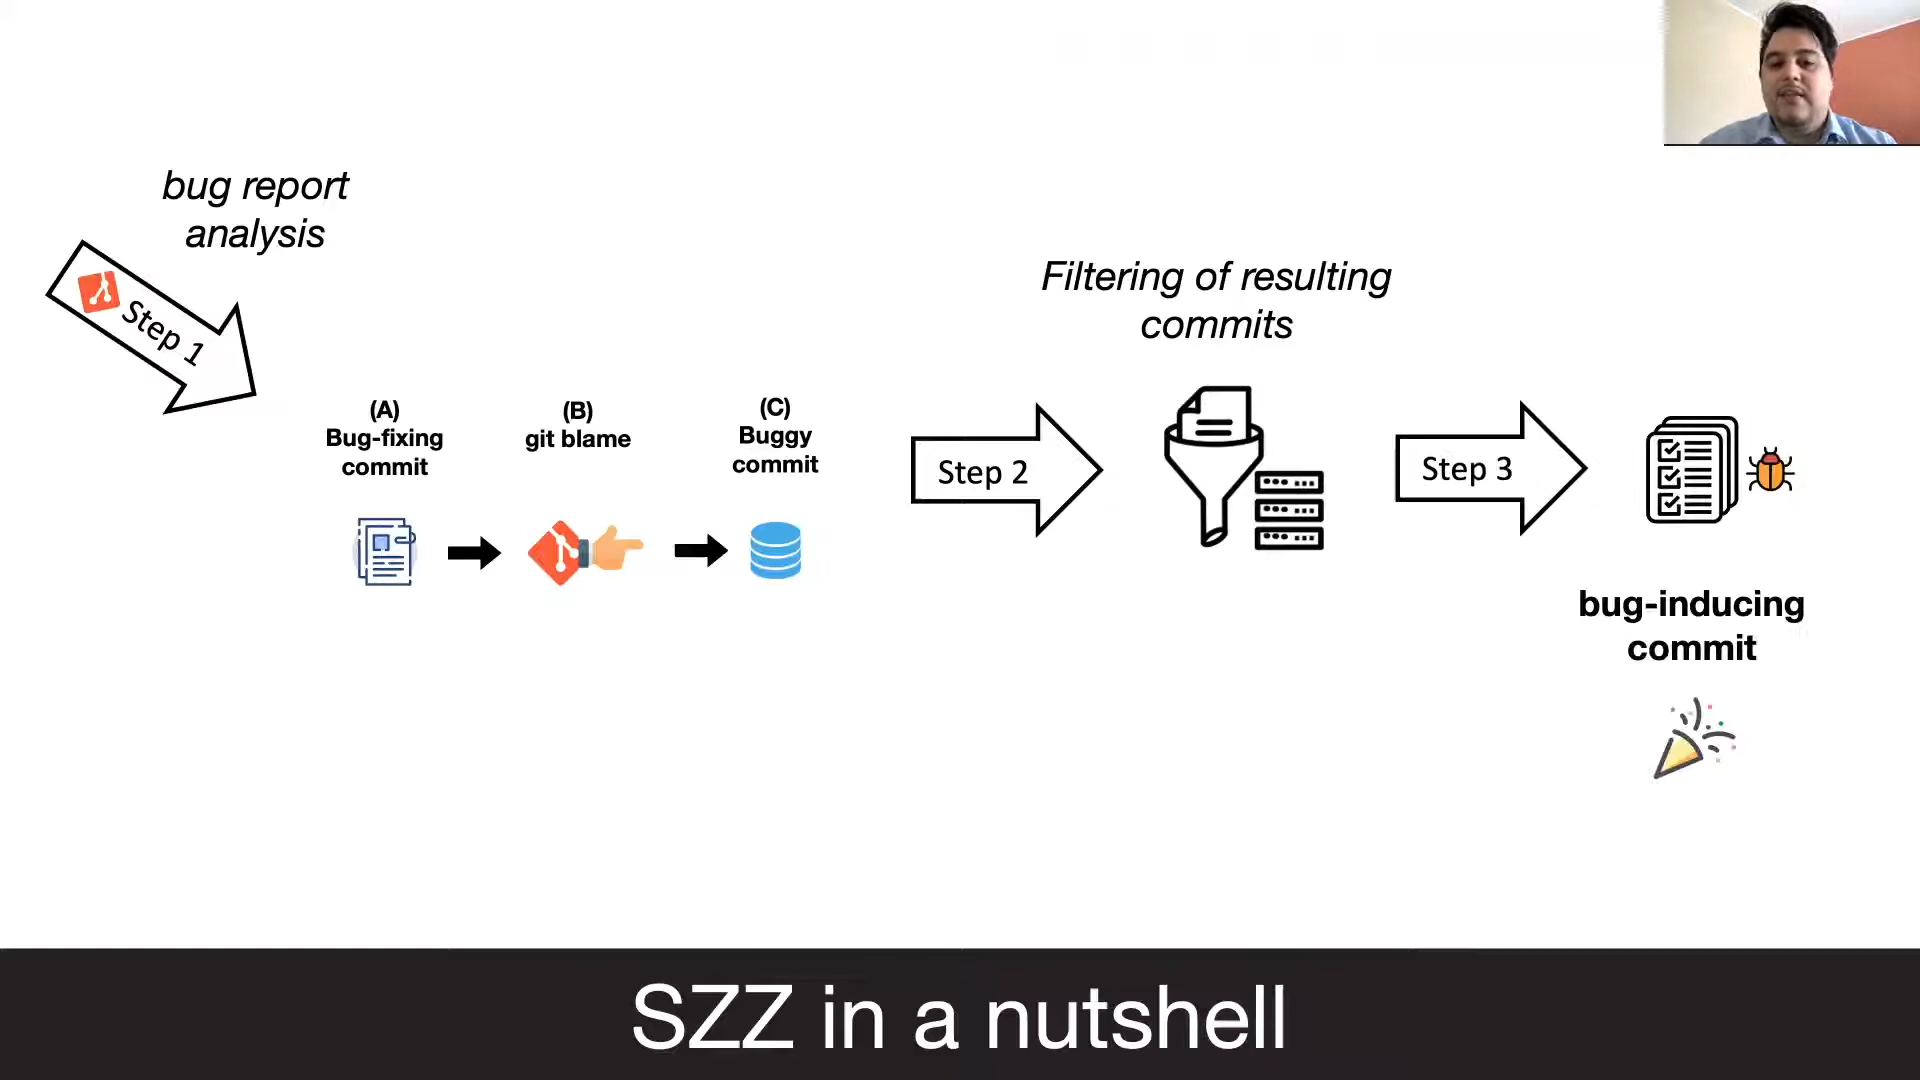 bug report
analysis
Step 1
(A)
Bug-fixing
commit
(B)
git blame
(C)
Buggy
commit
Step 2
Filtering of resulting
commits
Step 3
bug-inducing
commit
SZZ in a nutshell